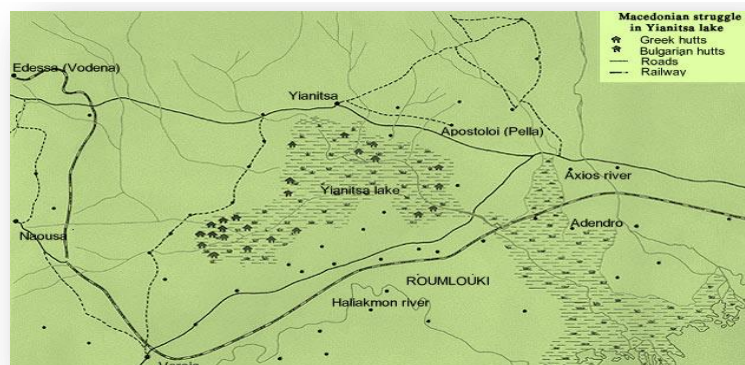 Macedonian struggle
in Yianitsa lake
Greek hutts
Bulgarian hutts
Roads
Railway
Edessa (Vodena)
Yianitsa
Apostoloi (Pella)
Axios river
Yianitsa lake
Naousa
Adendro
ROUMLOUKI
Haliakmon river